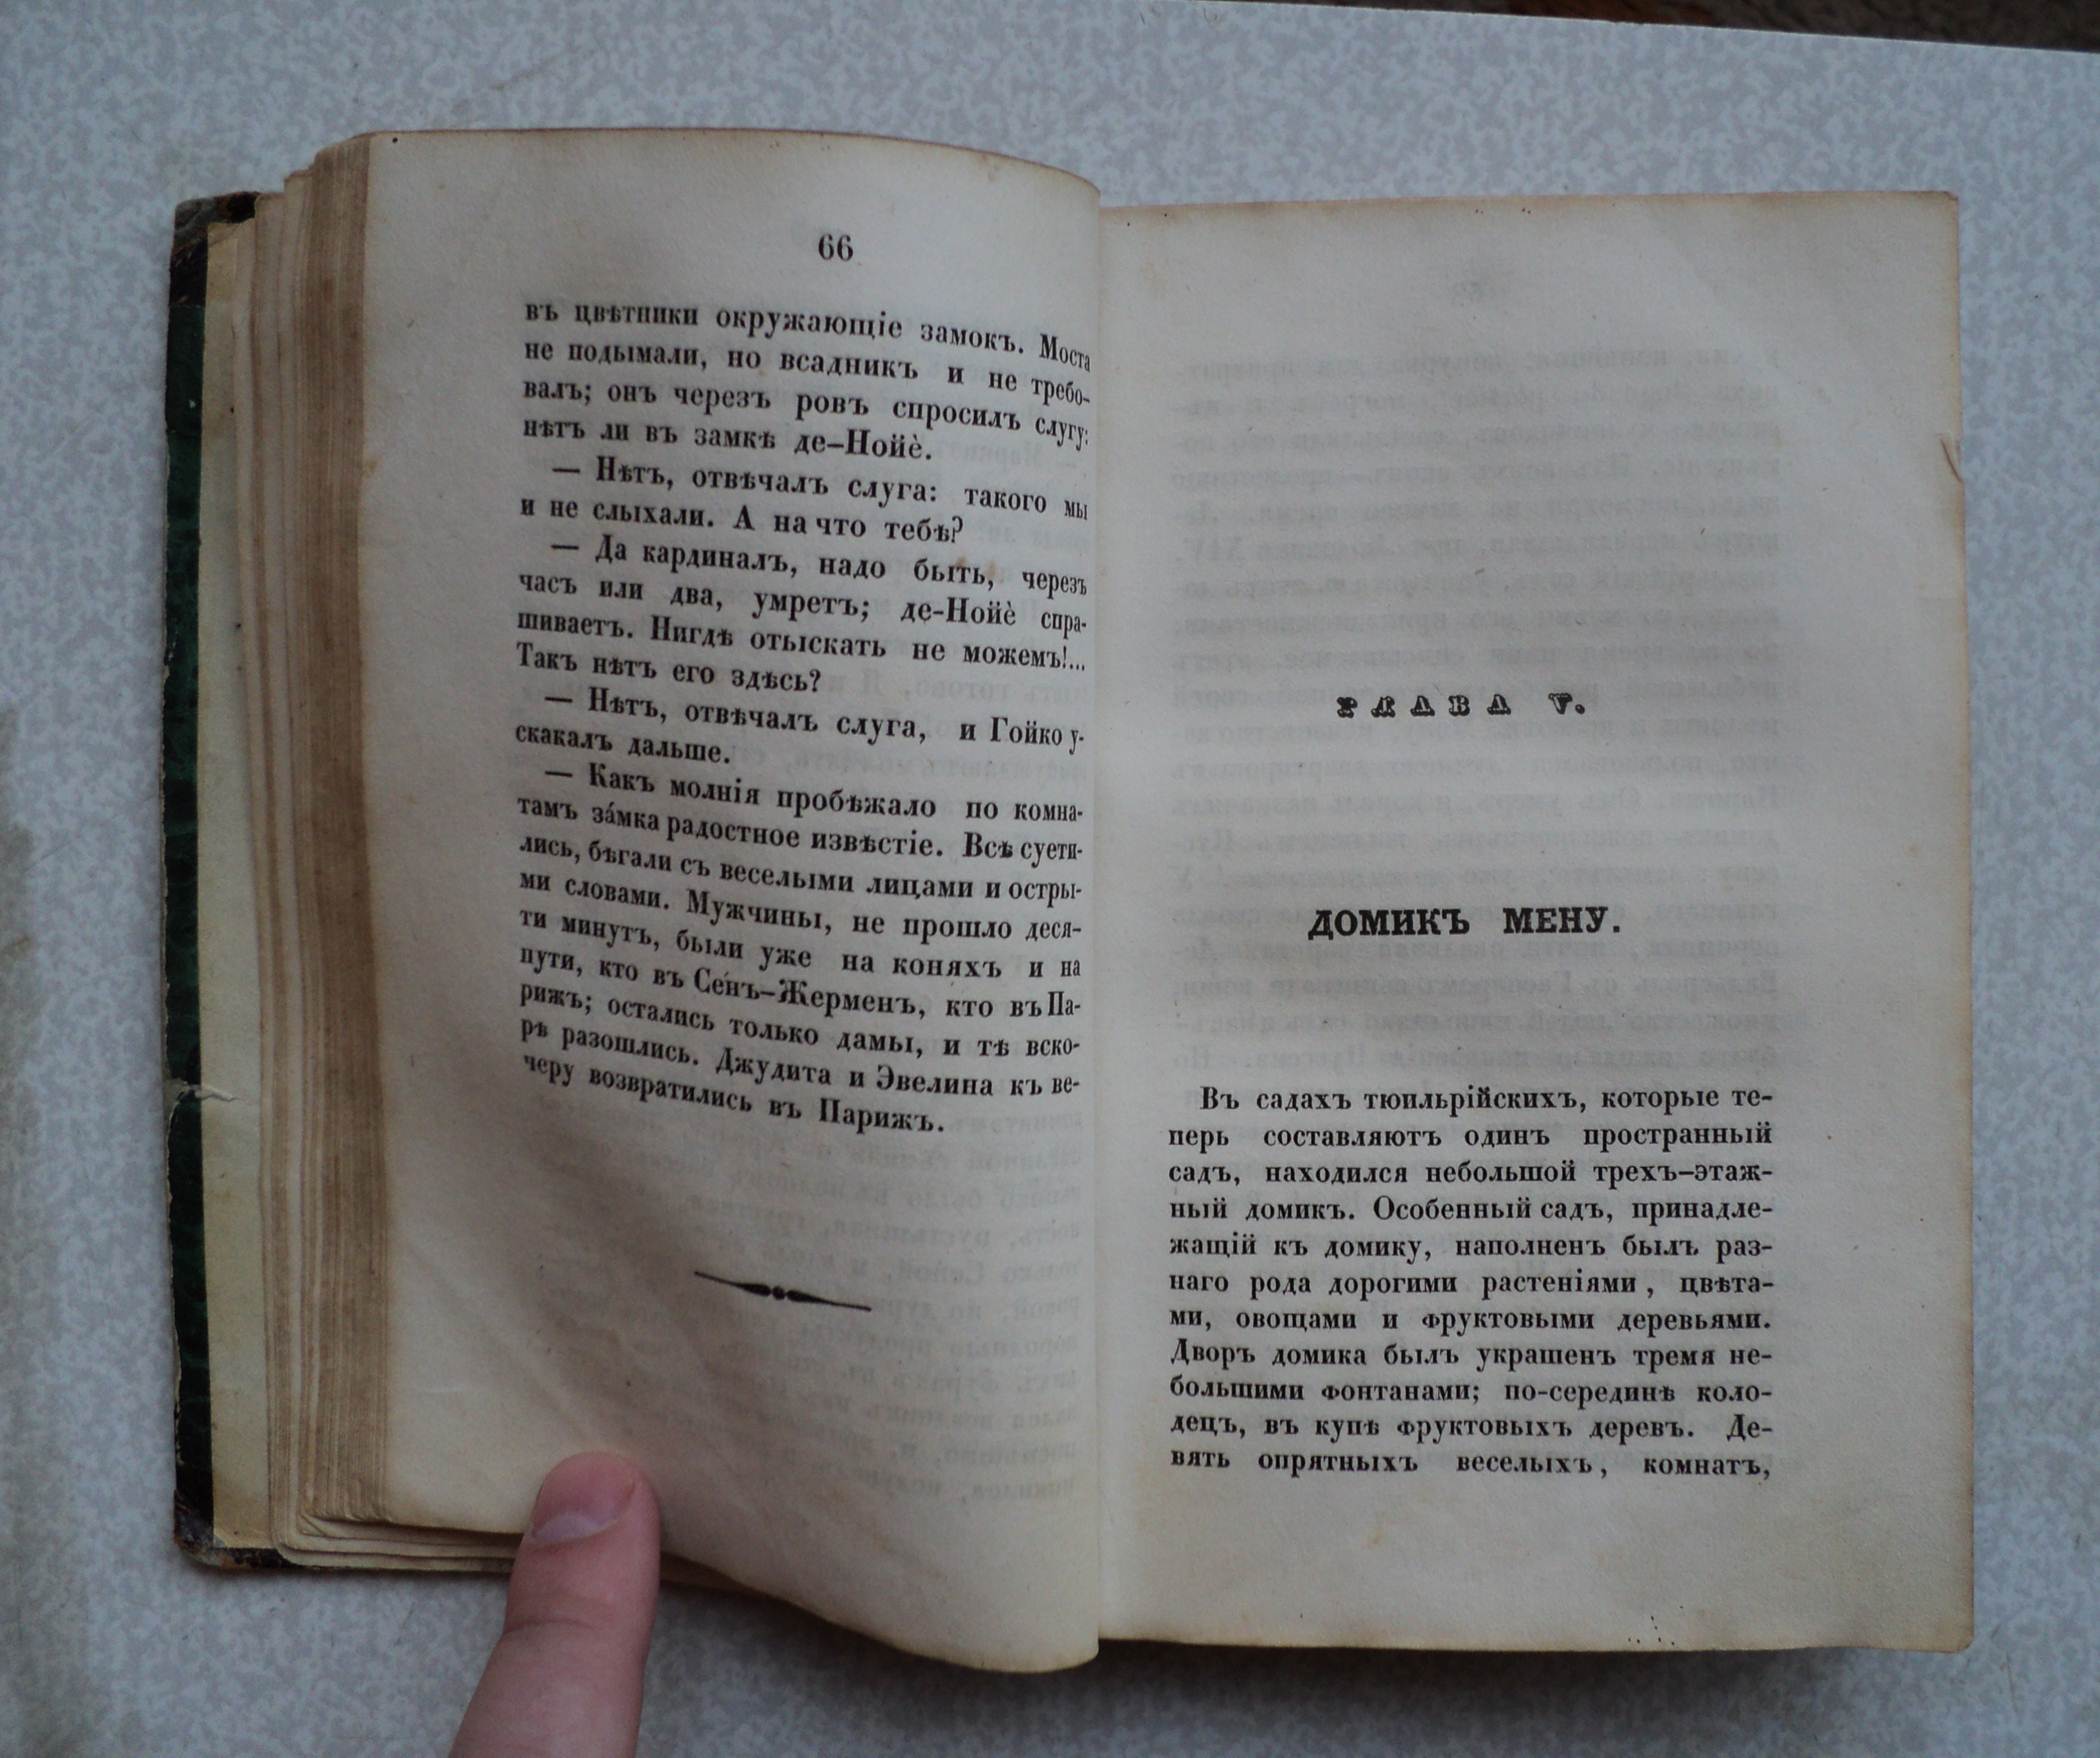 66
въ цвѣтники окружающіе замокъ. Моста
не подымали, но всадникъ и не требо-
валъ; онъ черезъ ровъ спросилъ слугу:
нѣтъ ли въ замкѣ де-Нойѐ.
— Нѣтъ, отвѣчалъ слуга: такого мы
и не слыхали. А на что тебѣ?
— Да кардиналъ, надо быть, черезъ
часъ или два, умретъ; де-Нойѐ спра-
шиваетъ. Нигдѣ отыскать не можемъ!...
Такъ нѣтъ его здѣсь?
— Нѣтъ, отвѣчалъ слуга, и Гойко у-
скакалъ дальше.
— Какъ молнія пробѣжало по комна-
тамъ за́мка радостное извѣстіе. Всѣ суети-
лись, бѣгали съ веселыми лицами и остры-
ми словами. Мужчины, не прошло деся-
ти минутъ, были уже на коняхъ и на
пути, кто въ Се́нъ-Жерменъ, кто въ Па-
рижъ; остались только дамы, и тѣ вско-
рѣ разошлись. Джудита и Эвелина къ ве-
черу возвратились въ Парижъ.
ГЛАВА V.
ДОМИКЪ МЕНУ.
Въ садахъ тюильрійскихъ, которые те-
перь составляютъ одинъ пространный
садъ, находился небольшой трехъ-этаж-
ный домикъ. Особенный садъ, принадле-
жащій къ домику, наполненъ былъ раз-
наго рода дорогими растеніями, цвѣта-
ми, овощами и фруктовыми деревьями.
Дворъ домика былъ украшенъ тремя не-
большими фонтанами; по-серединѣ коло-
децъ, въ купѣ фруктовыхъ деревъ. Де-
вять опрятныхъ веселыхъ, комнатъ,